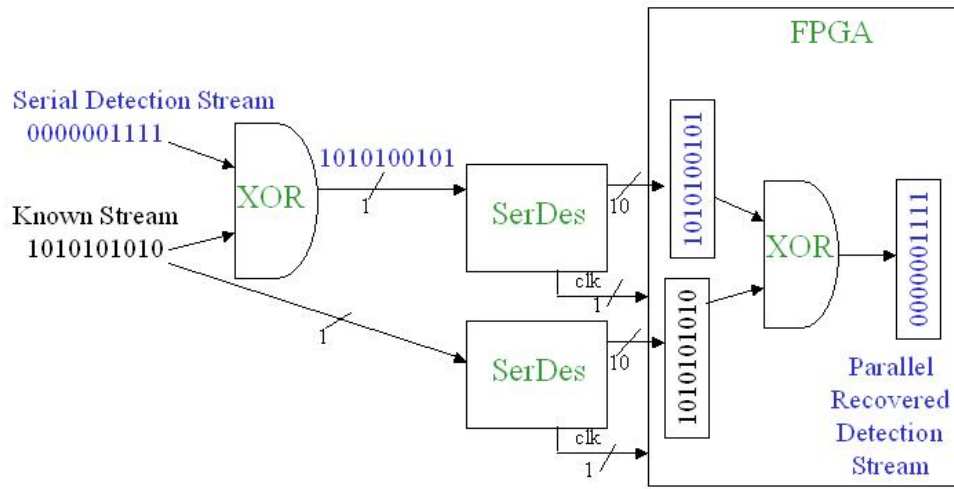 FPGA
Serial Detection Stream
0000001111
XOR
1010100101
1
Known Stream
1010101010
1
SerDes
10
clk
1
SerDes
10
clk
1
1010100101
1010101010
XOR
0000001111
Parallel
Recovered
Detection
Stream